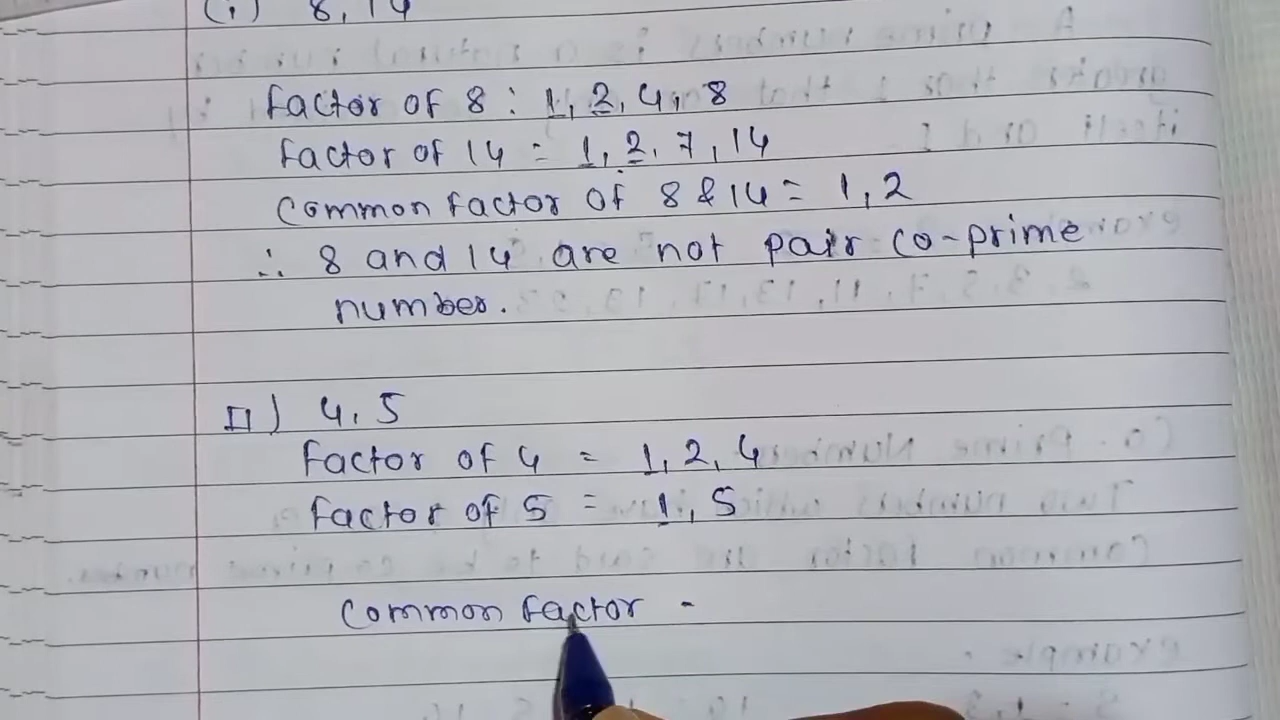 (i) 8, 14
factor of 8 : 1, 2, 4, 8
factor of 14 = 1, 2, 7, 14
common factor of 8 & 14 = 1, 2
∴ 8 and 14 are not pair co-prime
number.
II) 4, 5
factor of 4 = 1, 2, 4
factor of 5 = 1, 5
common factor -